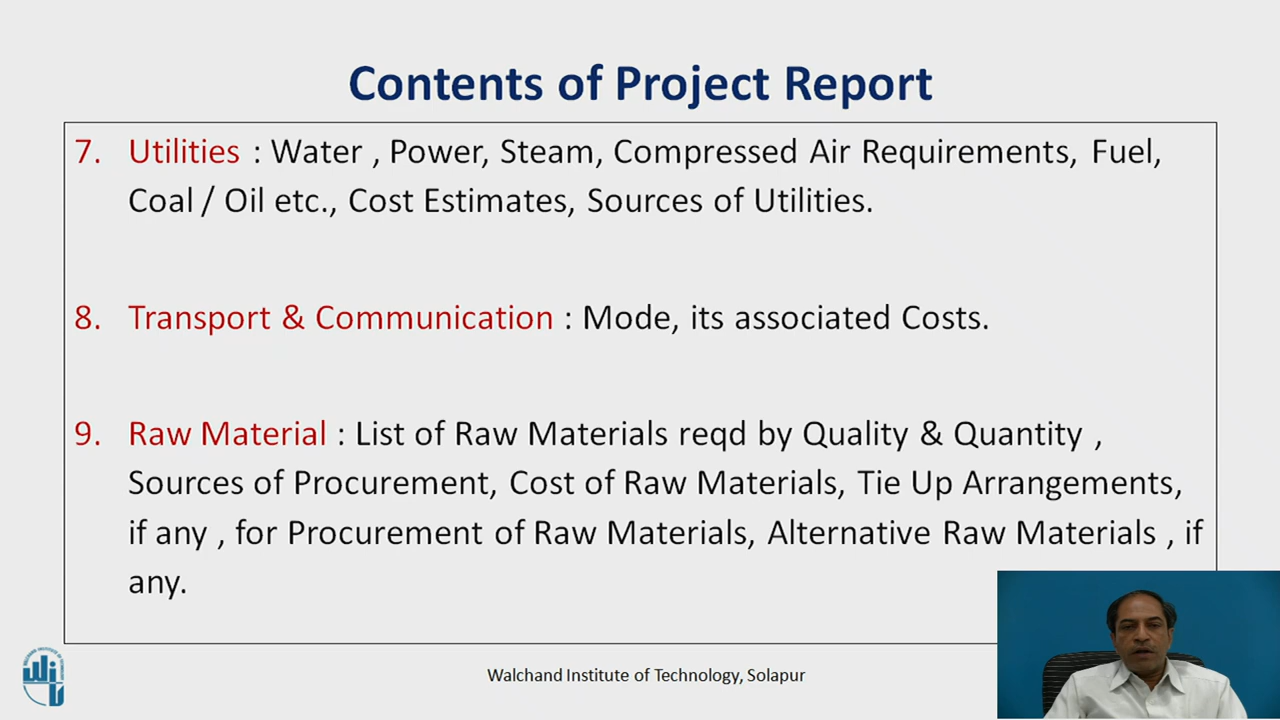 Contents of Project Report
7. Utilities : Water , Power, Steam, Compressed Air Requirements, Fuel,
Coal / Oil etc., Cost Estimates, Sources of Utilities.
8. Transport & Communication : Mode, its associated Costs.
9. Raw Material : List of Raw Materials reqd by Quality & Quantity ,
Sources of Procurement, Cost of Raw Materials, Tie Up Arrangements,
if any , for Procurement of Raw Materials, Alternative Raw Materials , if
any.
Walchand Institute of Technology, Solapur